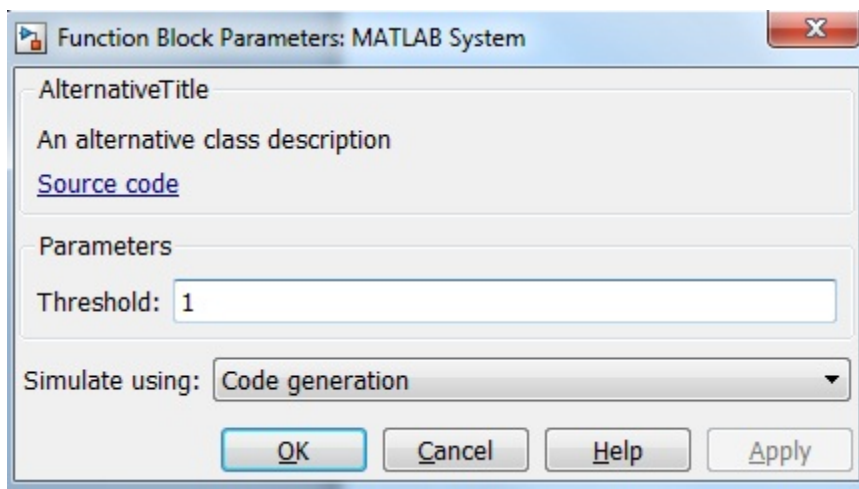 Function Block Parameters: MATLAB System
AlternativeTitle
An alternative class description
Source code
Parameters
Threshold: 1
Simulate using: Code generation
OK Cancel Help Apply